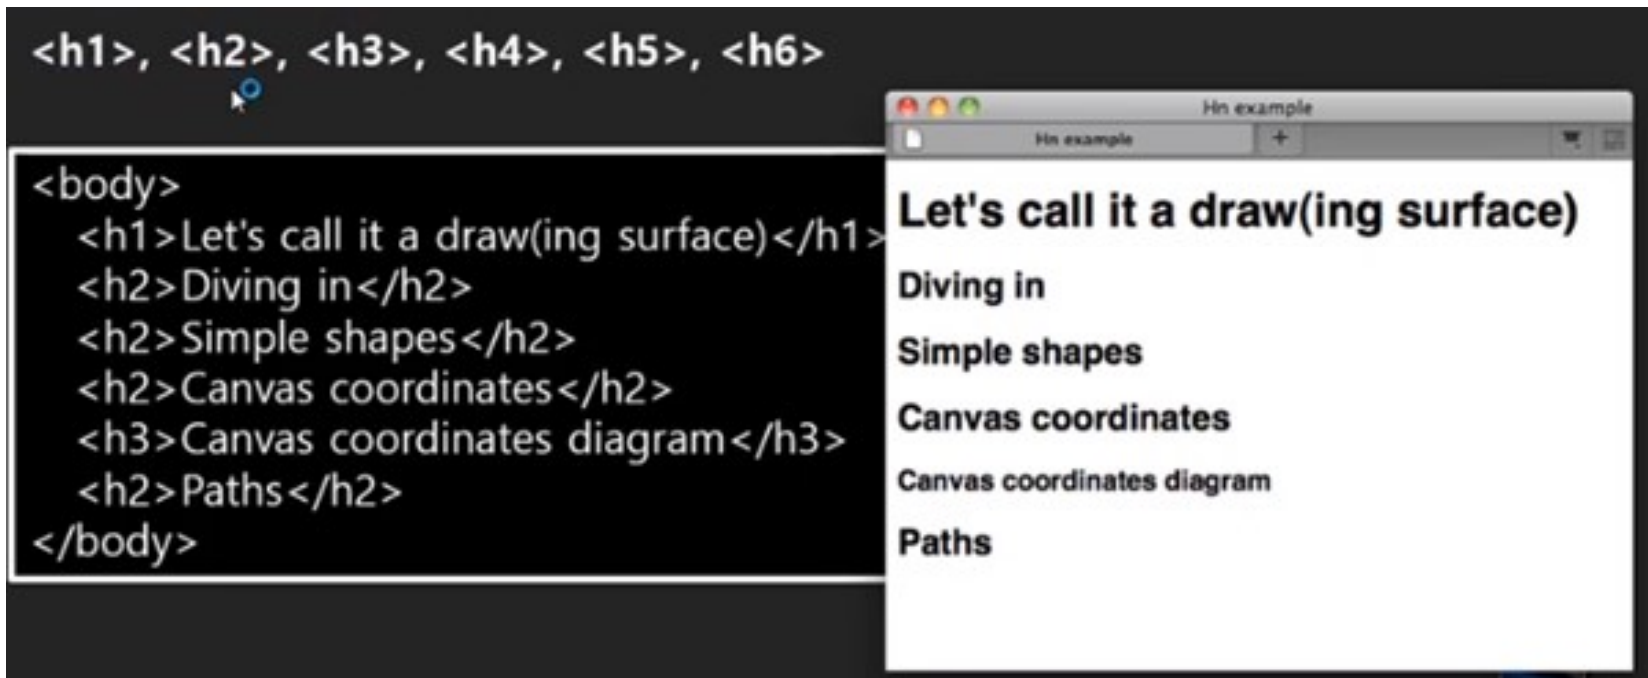 <h1>, <h2>, <h3>, <h4>, <h5>, <h6>
<body>
<h1>Let's call it a draw(ing surface)</h1>
<h2>Diving in</h2>
<h2>Simple shapes</h2>
<h2>Canvas coordinates</h2>
<h3>Canvas coordinates diagram</h3>
<h2>Paths</h2>
</body>
Hn example
Hn example
+
Let's call it a draw(ing surface)
Diving in
Simple shapes
Canvas coordinates
Canvas coordinates diagram
Paths